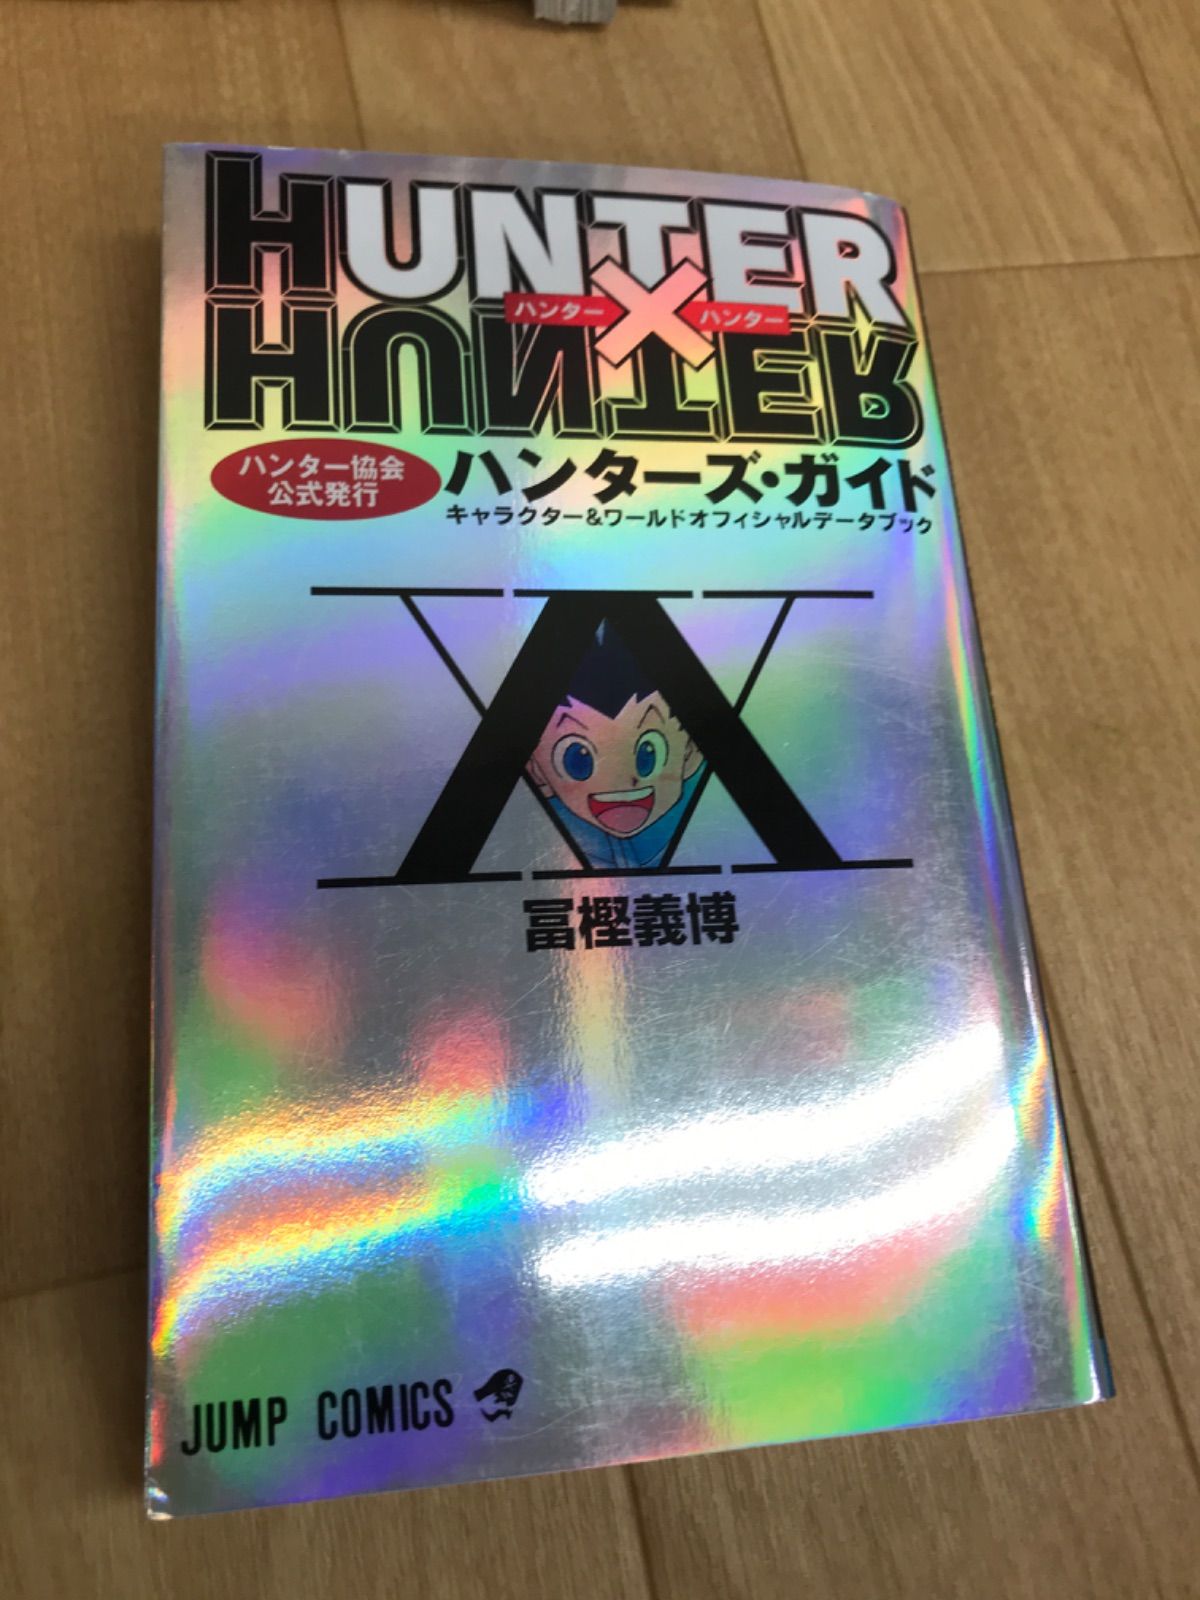 HUNTER
ハンター×ハンター
HUNTER
ハンター協会
公式発行
ハンターズ・ガイド
キャラクター&ワールドオフィシャルデータブック
冨樫義博
JUMP COMICS